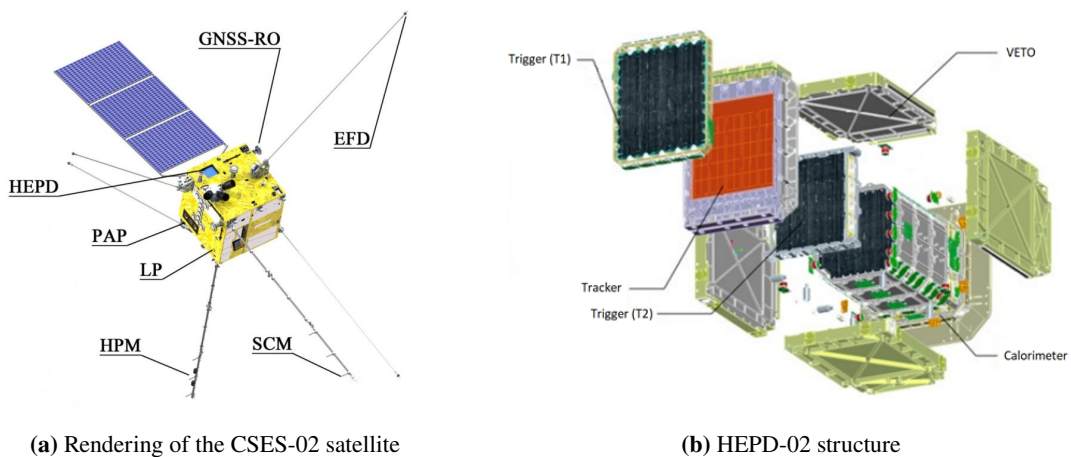 GNSS-RO
EFD
HEPD
PAP
LP
HPM
SCM
(a) Rendering of the CSES-02 satellite
Trigger (T1)
VETO
Tracker
Trigger (T2)
Calorimeter
(b) HEPD-02 structure